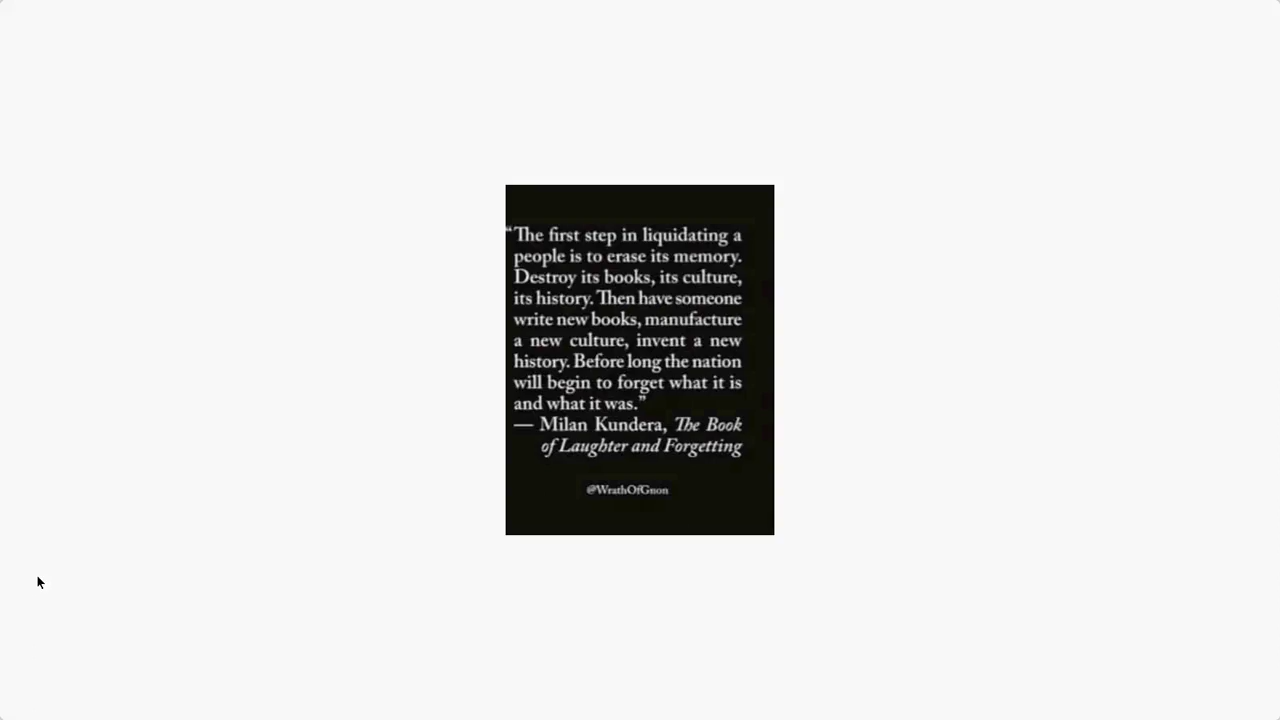 “The first step in liquidating a
people is to erase its memory.
Destroy its books, its culture,
its history. Then have someone
write new books, manufacture
a new culture, invent a new
history. Before long the nation
will begin to forget what it is
and what it was.”
— Milan Kundera, The Book
of Laughter and Forgetting
@WrathOfGnon